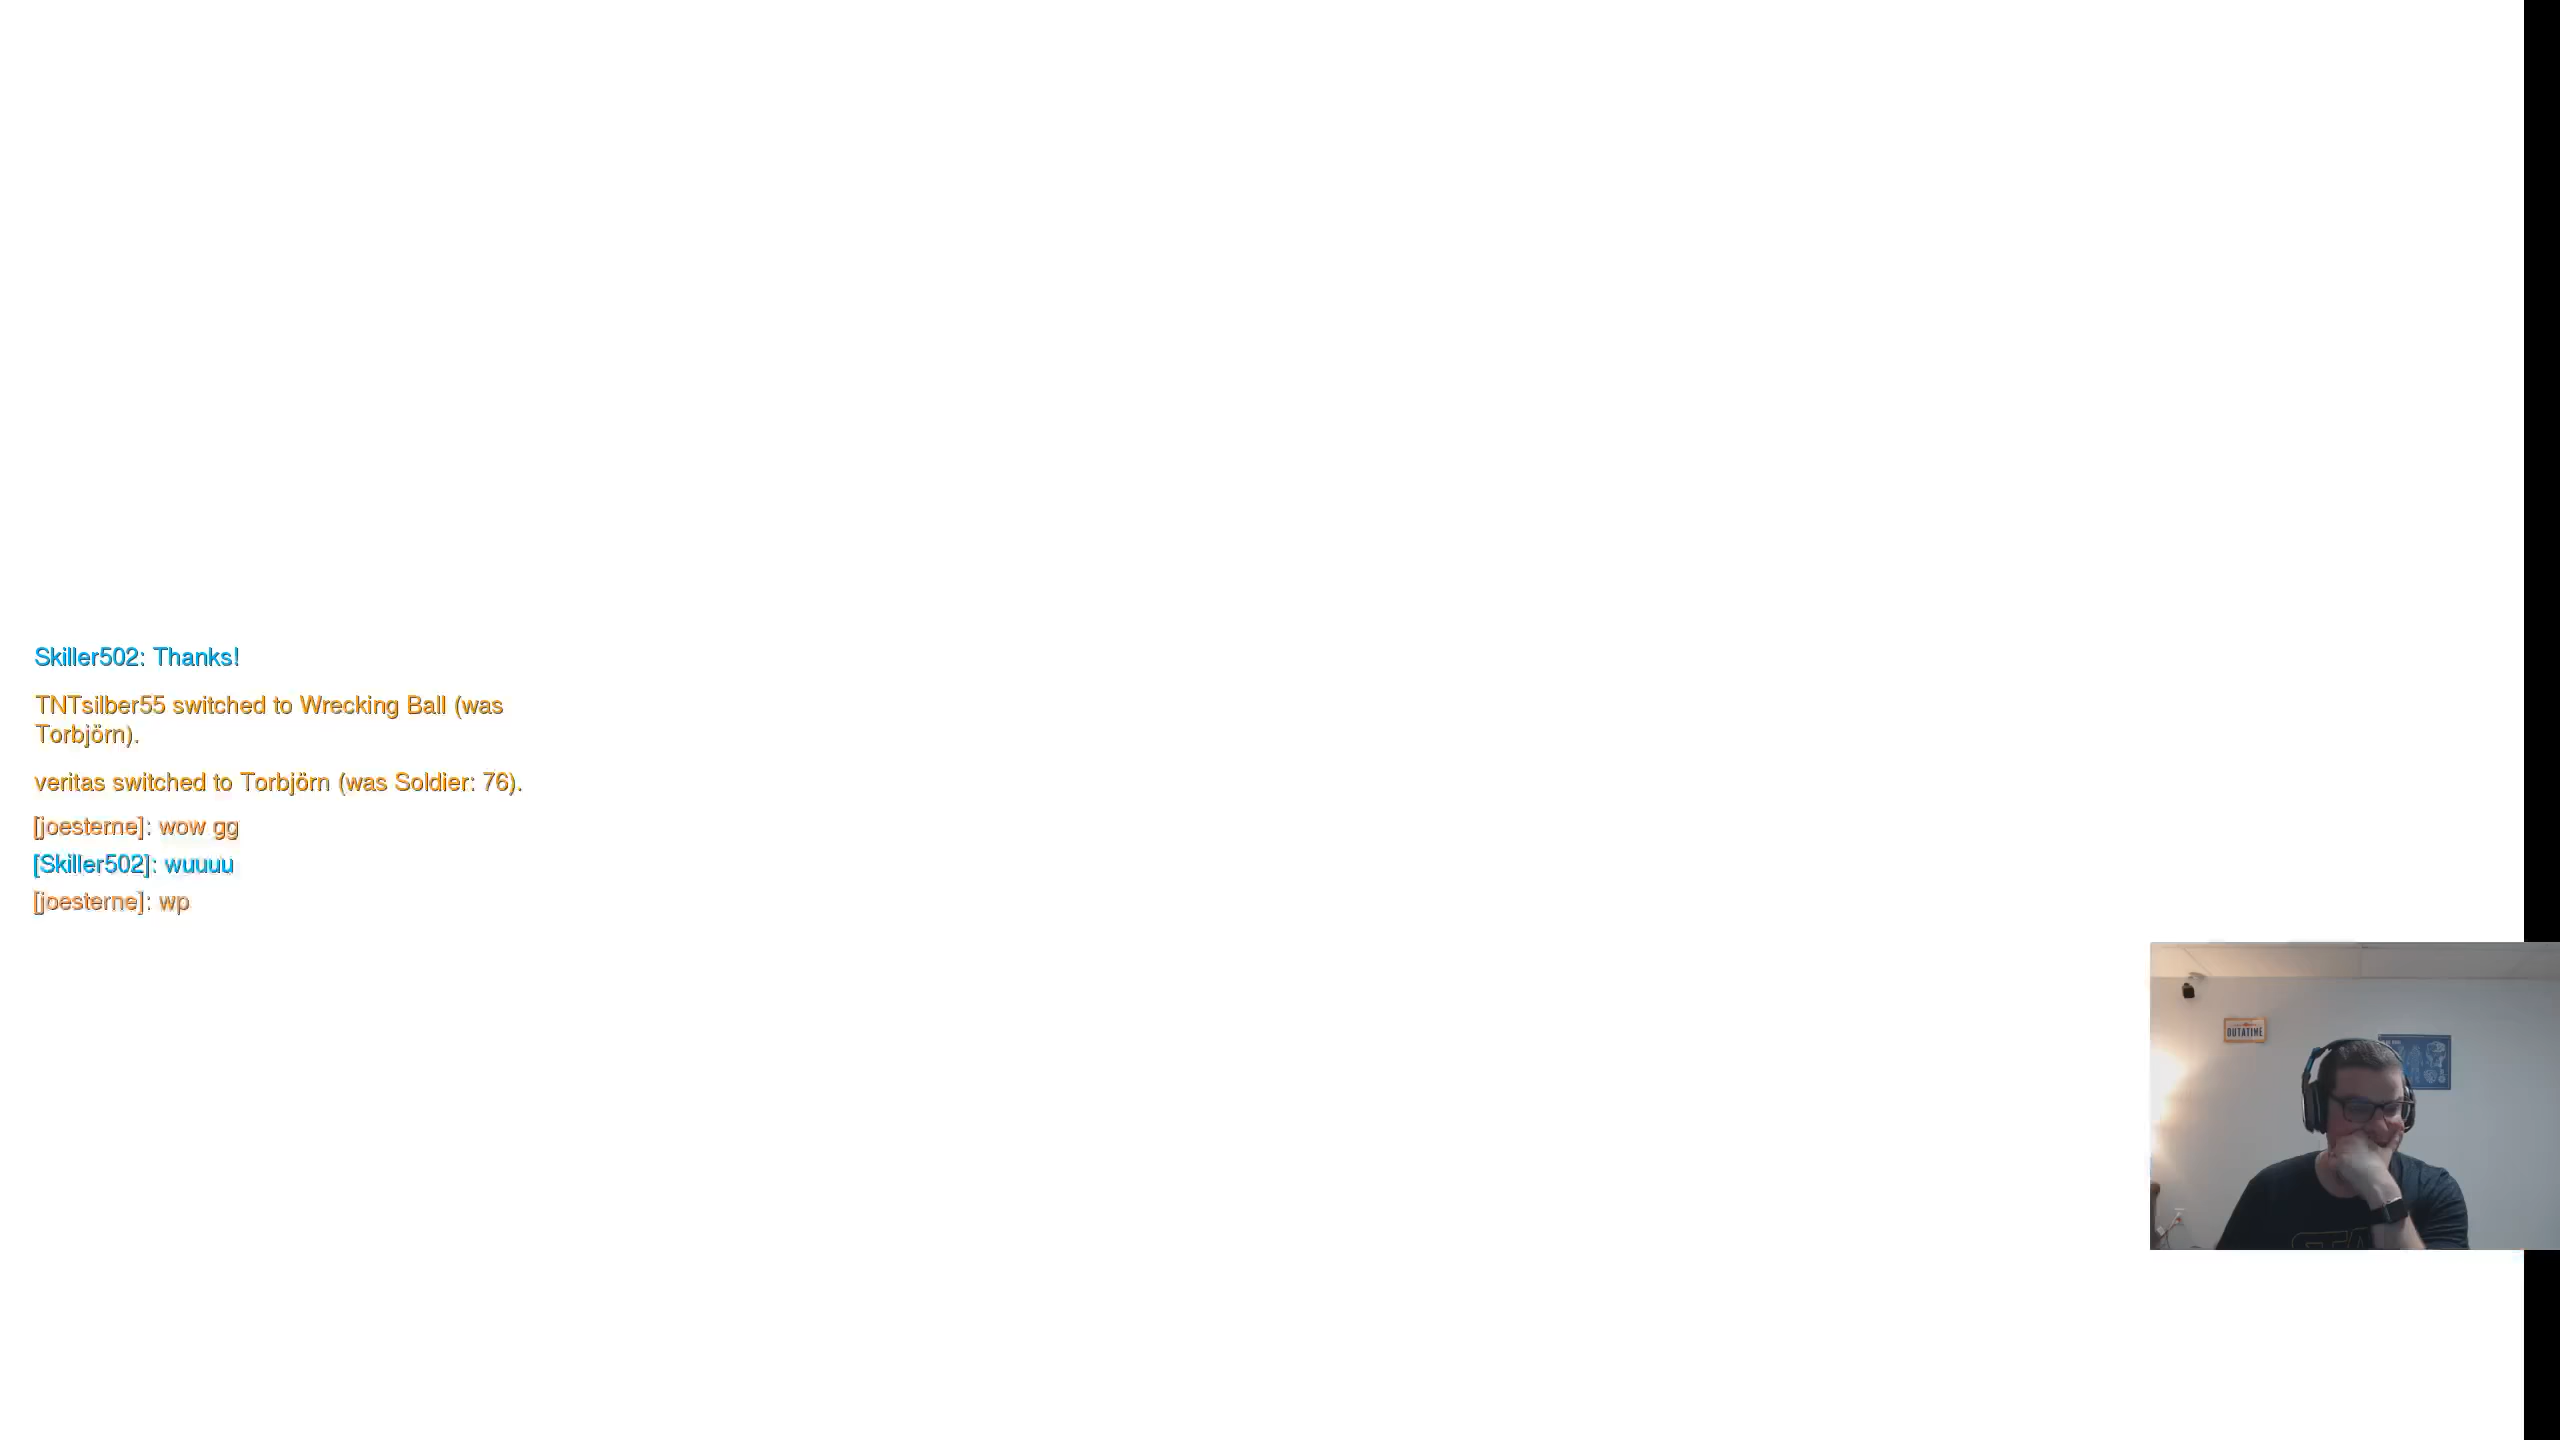 Skiller502: Thanks!
TNTsilber55 switched to Wrecking Ball (was
Torbjörn).
veritas switched to Torbjörn (was Soldier: 76).
[joesterne]: wow gg
[Skiller502]: wuuuu
[joesterne]: wp
OUTATIME